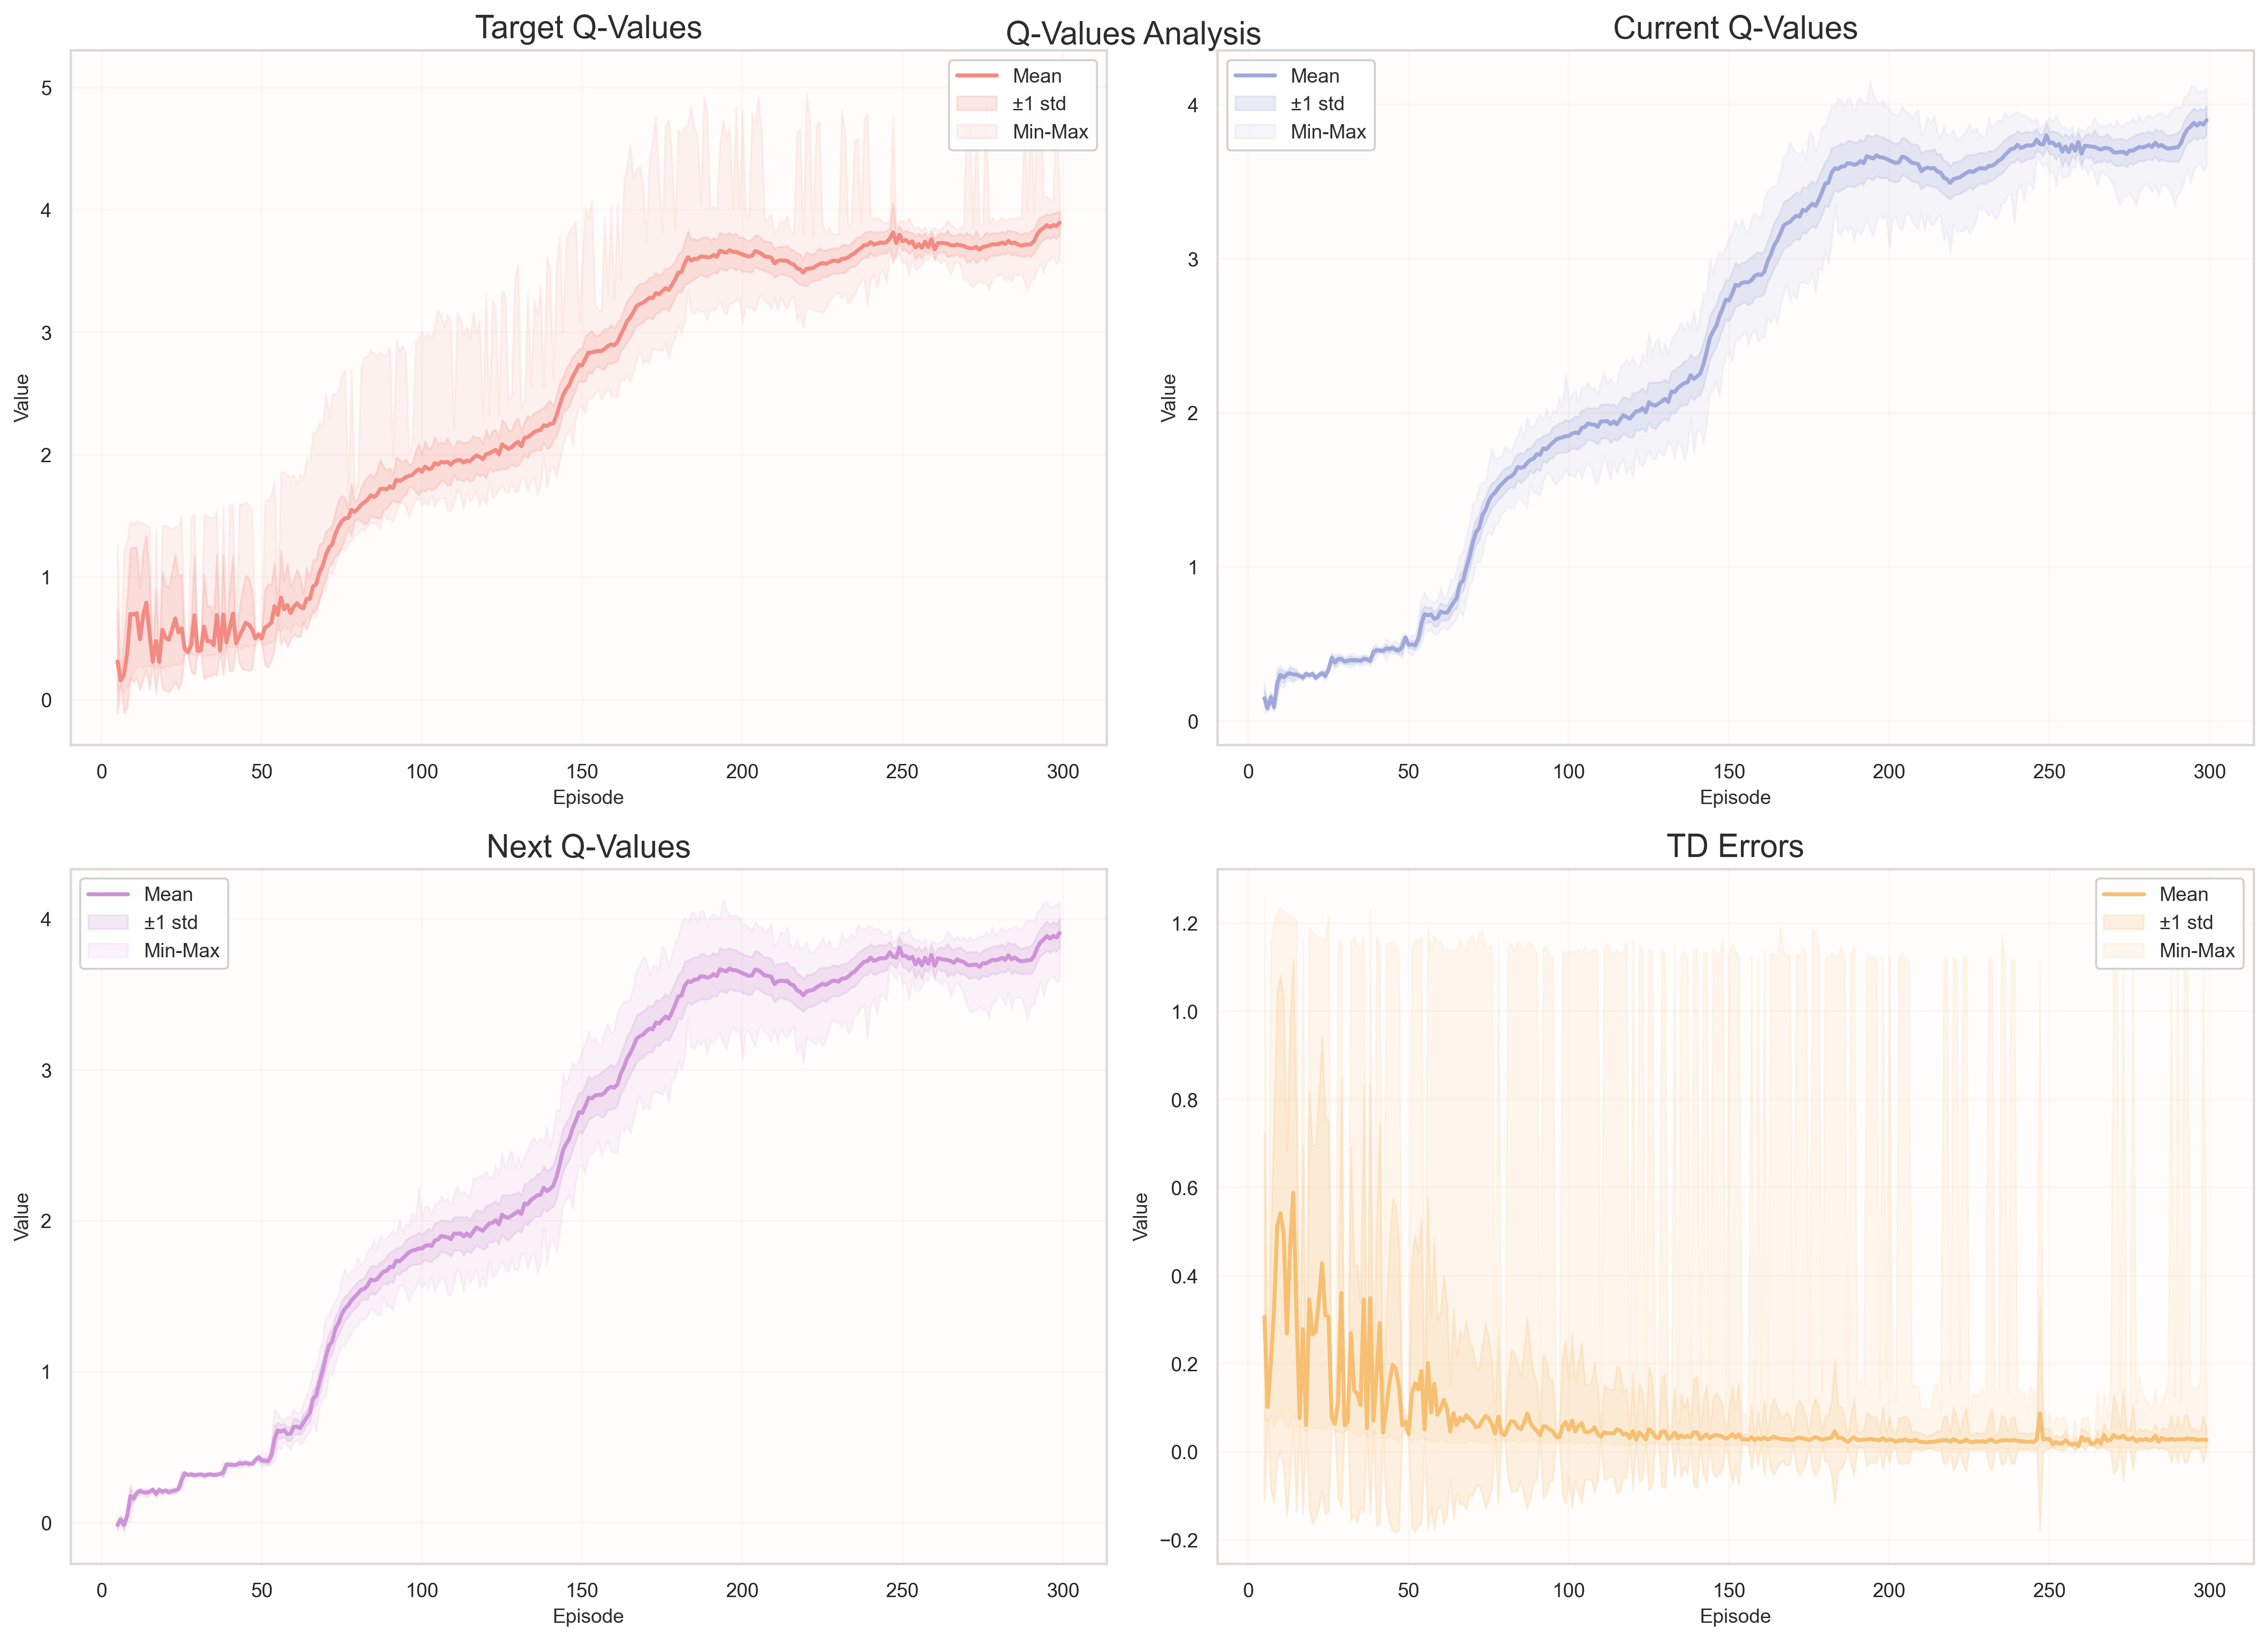 Q-Values Analysis
Target Q-Values
Mean
±1 std
Min-Max
Value
5
4
3
2
1
0
0 50 100 150 200 250 300
Episode
Current Q-Values
Mean
±1 std
Min-Max
Value
4
3
2
1
0
0 50 100 150 200 250 300
Episode
Next Q-Values
Mean
±1 std
Min-Max
Value
4
3
2
1
0
0 50 100 150 200 250 300
Episode
TD Errors
Mean
±1 std
Min-Max
Value
1.2
1.0
0.8
0.6
0.4
0.2
0.0
−0.2
0 50 100 150 200 250 300
Episode